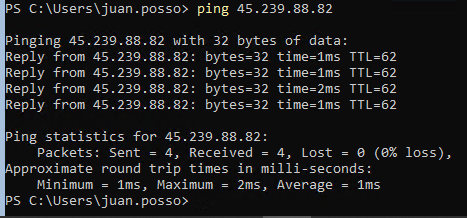 PS C:\Users\juan.posso> ping 45.239.88.82
Pinging 45.239.88.82 with 32 bytes of data:
Reply from 45.239.88.82: bytes=32 time=1ms TTL=62
Reply from 45.239.88.82: bytes=32 time=1ms TTL=62
Reply from 45.239.88.82: bytes=32 time=2ms TTL=62
Reply from 45.239.88.82: bytes=32 time=1ms TTL=62
Ping statistics for 45.239.88.82:
    Packets: Sent = 4, Received = 4, Lost = 0 (0% loss),
Approximate round trip times in milli-seconds:
    Minimum = 1ms, Maximum = 2ms, Average = 1ms
PS C:\Users\juan.posso>